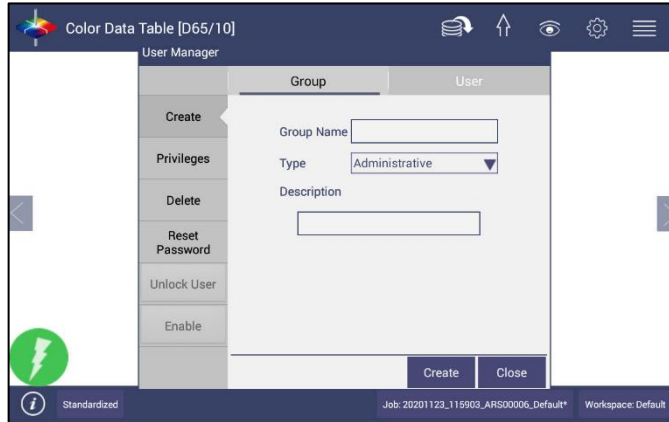 Color Data Table [D65/10]
User Manager
Group
User
Create
Privileges
Delete
Reset
Password
Unlock User
Enable
Group Name
Type
Administrative
Description
Create
Close
i
Standardized
Job: 20201123_115903_ARS00006_Default*
Workspace: Default